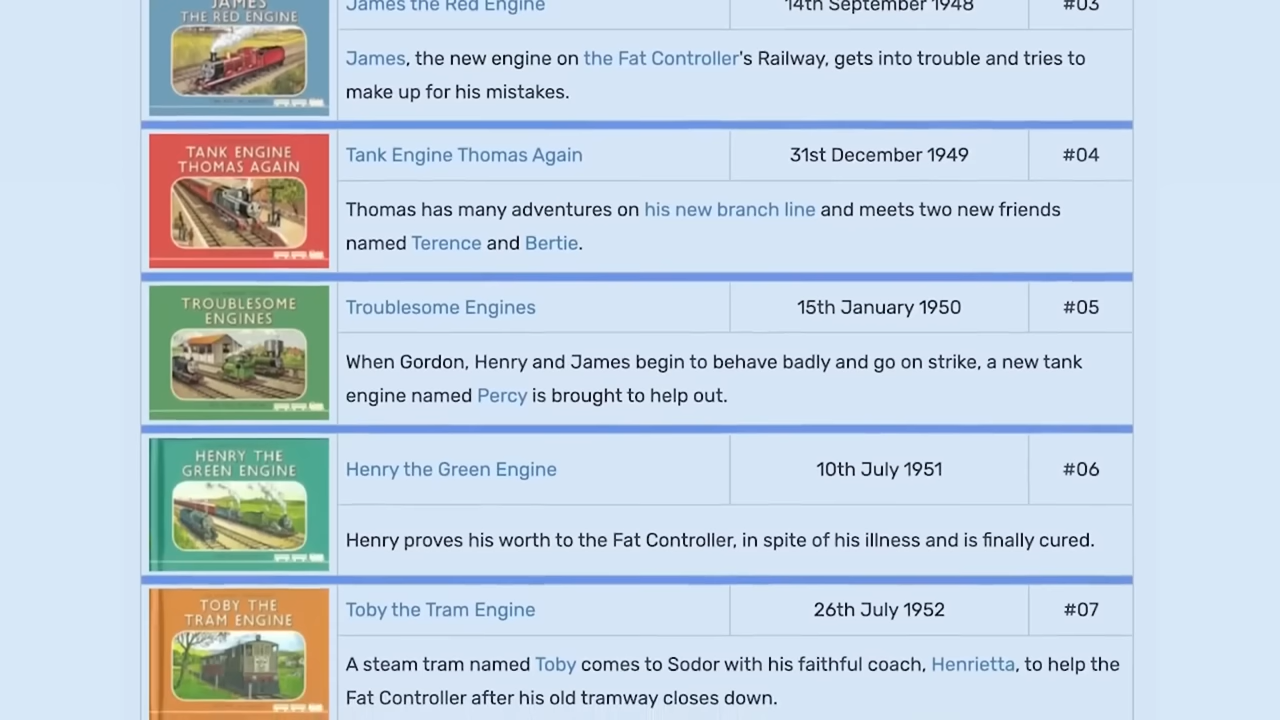 JAMES
THE RED ENGINE
James the Red Engine
14th September 1948
#03
James, the new engine on the Fat Controller's Railway, gets into trouble and tries to
make up for his mistakes.
TANK ENGINE
THOMAS AGAIN
Tank Engine Thomas Again
31st December 1949
#04
Thomas has many adventures on his new branch line and meets two new friends
named Terence and Bertie.
TROUBLESOME
ENGINES
Troublesome Engines
15th January 1950
#05
When Gordon, Henry and James begin to behave badly and go on strike, a new tank
engine named Percy is brought to help out.
HENRY THE
GREEN ENGINE
Henry the Green Engine
10th July 1951
#06
Henry proves his worth to the Fat Controller, in spite of his illness and is finally cured.
TOBY THE
TRAM ENGINE
Toby the Tram Engine
26th July 1952
#07
A steam tram named Toby comes to Sodor with his faithful coach, Henrietta, to help the
Fat Controller after his old tramway closes down.